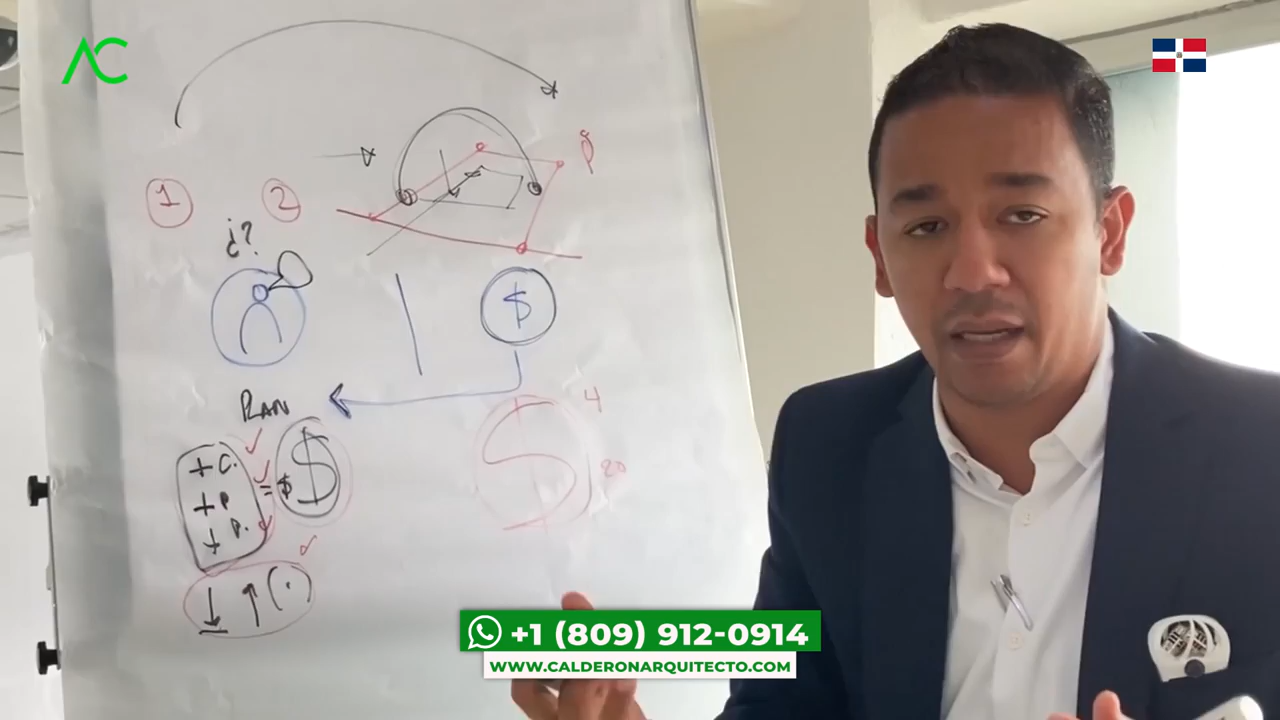 AC
1
2
¿?
$
PLAN
4
+ C.
+ P
+ P.
= $
$
20
$
+1 (809) 912-0914
WWW.CALDERONARQUITECTO.COM